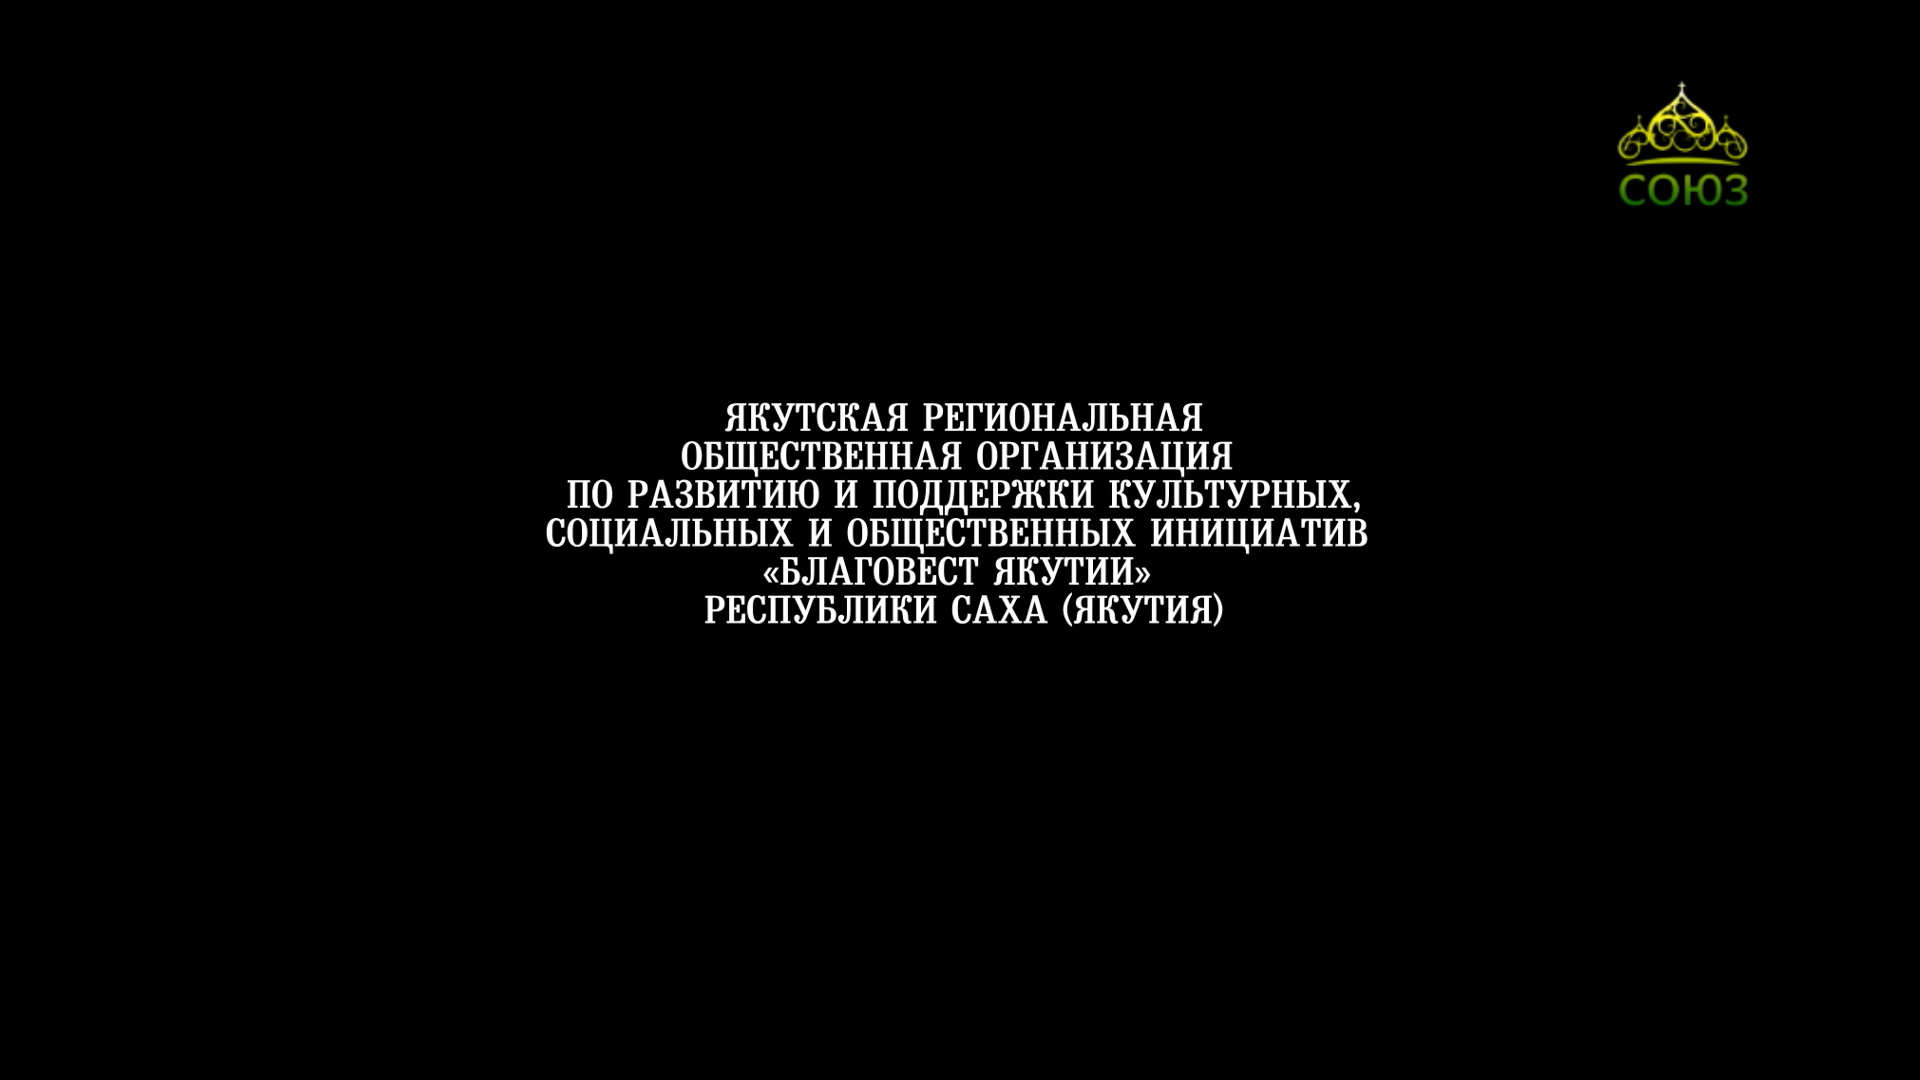 СОЮЗ
ЯКУТСКАЯ РЕГИОНАЛЬНАЯ
ОБЩЕСТВЕННАЯ ОРГАНИЗАЦИЯ
ПО РАЗВИТИЮ И ПОДДЕРЖКИ КУЛЬТУРНЫХ,
СОЦИАЛЬНЫХ И ОБЩЕСТВЕННЫХ ИНИЦИАТИВ
«БЛАГОВЕСТ ЯКУТИИ»
РЕСПУБЛИКИ САХА (ЯКУТИЯ)